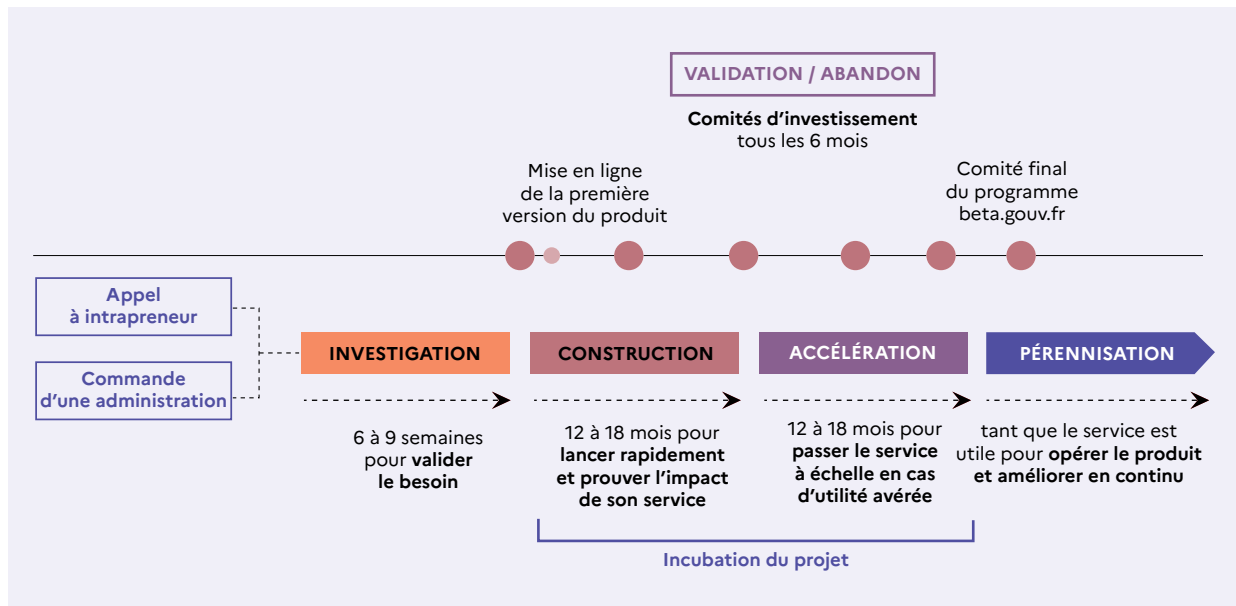 VALIDATION / ABANDON
Comités d’investissement
tous les 6 mois
Mise en ligne
de la première
version du produit
Comité final
du programme
beta.gouv.fr
Appel
à intrapreneur
Commande
d’une administration
INVESTIGATION
CONSTRUCTION
ACCÉLÉRATION
PÉRENNISATION
6 à 9 semaines
pour valider
le besoin
12 à 18 mois pour
lancer rapidement
et prouver l’impact
de son service
12 à 18 mois pour
passer le service
à échelle en cas
d’utilité avérée
tant que le service est
utile pour opérer le produit
et améliorer en continu
Incubation du projet